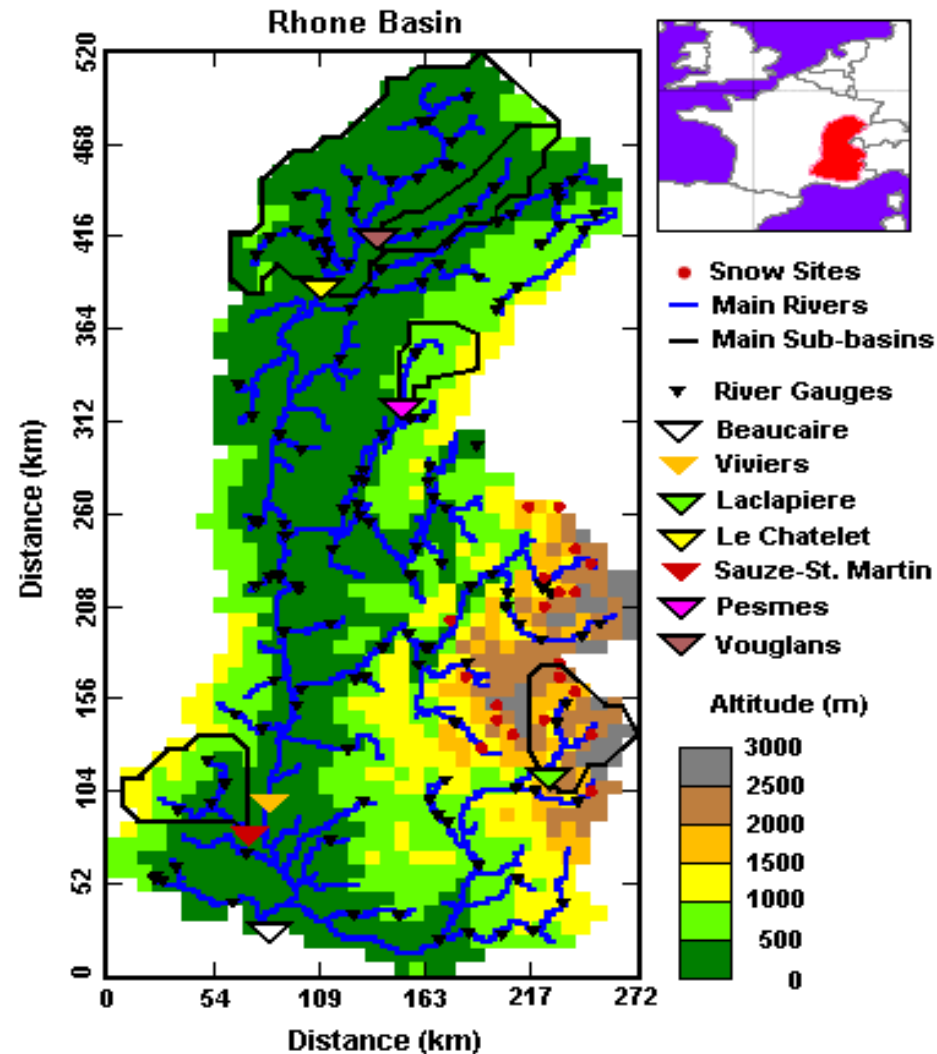 Rhone Basin
520
468
416
364
312
260
208
156
104
52
0
Distance (km)
0 54 109 163 217 272
Distance (km)
Snow Sites
Main Rivers
Main Sub-basins
River Gauges
Beaucaire
Viviers
Laclapiere
Le Chatelet
Sauze-St. Martin
Pesmes
Vouglans
Altitude (m)
3000
2500
2000
1500
1000
500
0